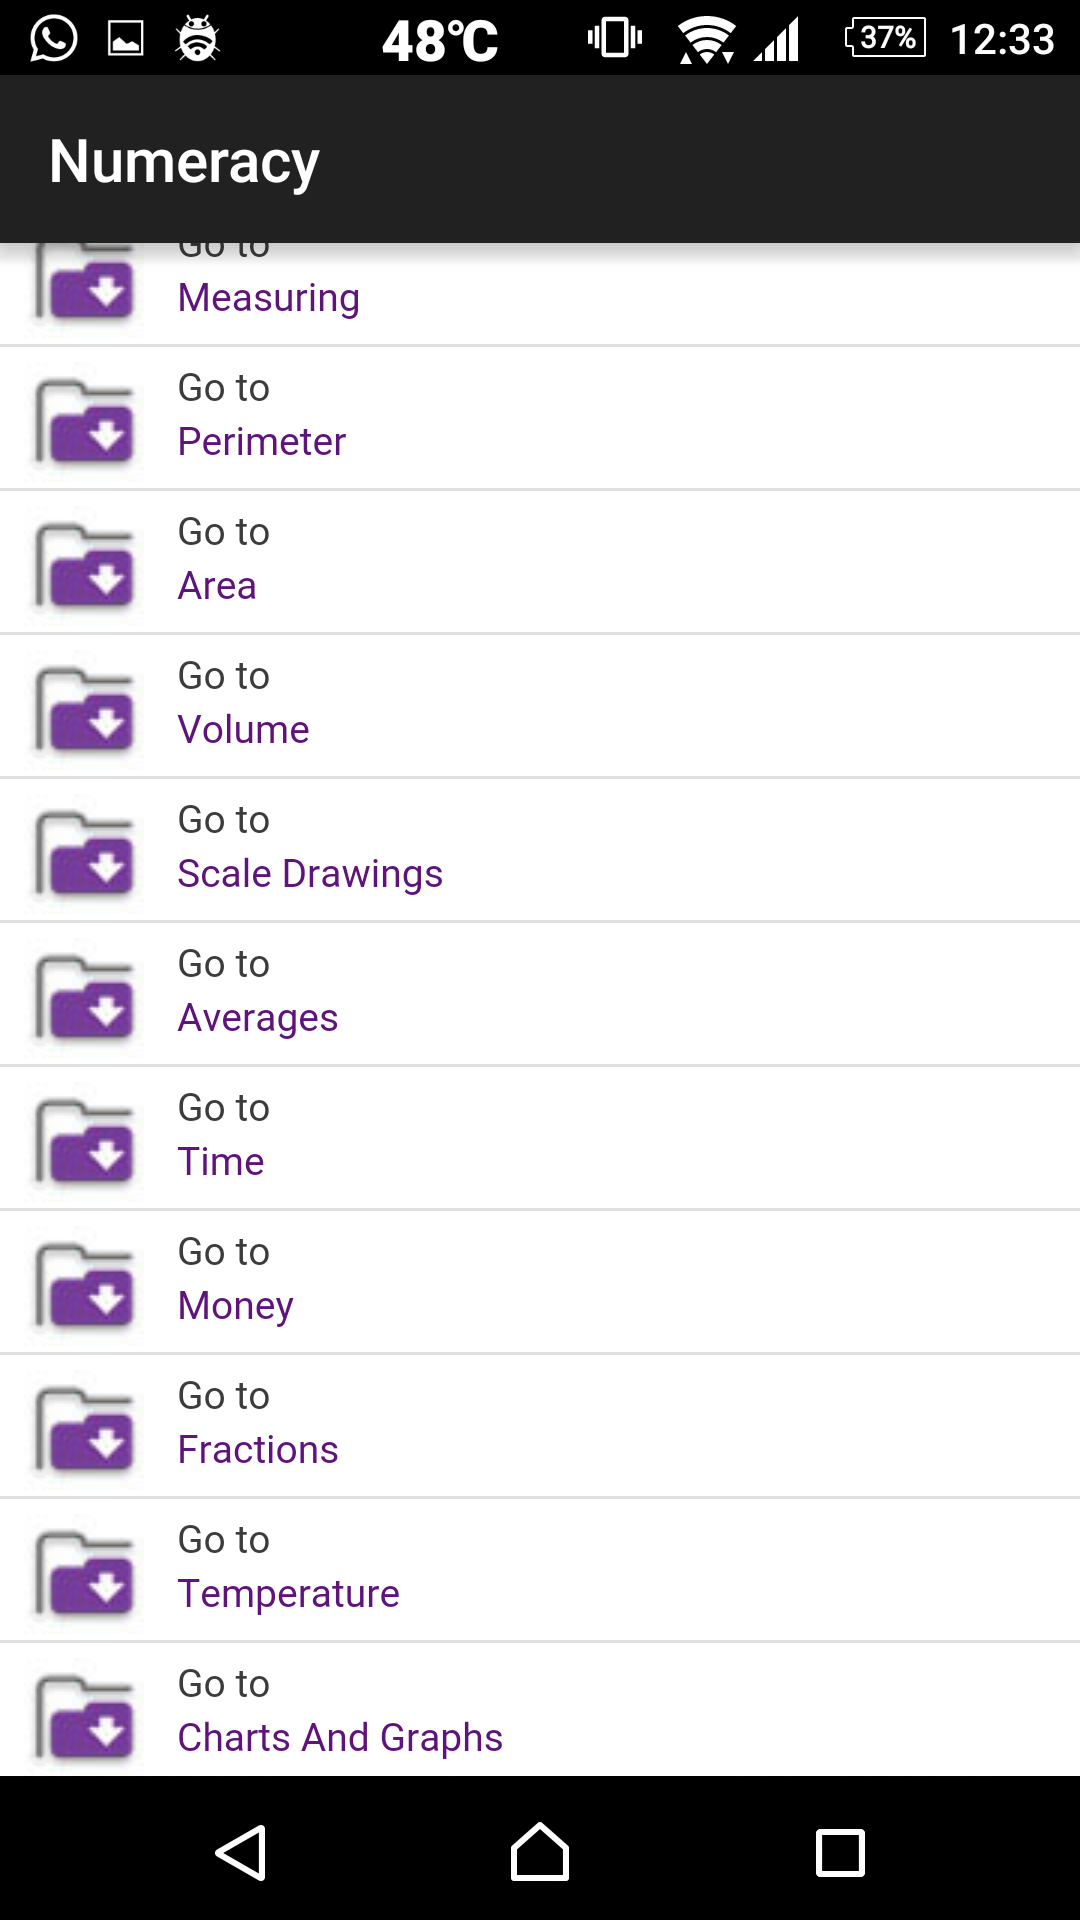 48°C
37%
12:33
Numeracy
Go to
Measuring
Go to
Perimeter
Go to
Area
Go to
Volume
Go to
Scale Drawings
Go to
Averages
Go to
Time
Go to
Money
Go to
Fractions
Go to
Temperature
Go to
Charts And Graphs